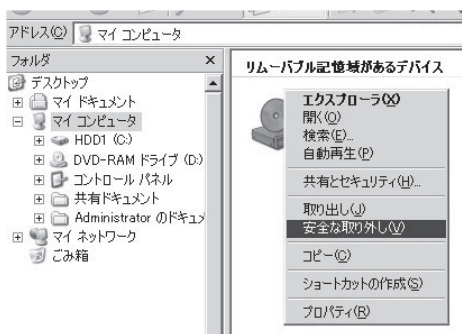 アドレス(C) マイ コンピュータ
フォルダ ×
デスクトップ
マイ ドキュメント
マイ コンピュータ
HDD1 (C:)
DVD-RAM ドライブ (D:)
コントロール パネル
共有ドキュメント
Administrator のドキュメ
マイ ネットワーク
ごみ箱
リムーバブル記憶域があるデバイス
エクスプローラ(X)
開く(O)
検索(E)...
自動再生(P)
共有とセキュリティ(H)...
取り出し(J)
安全な取り外し(V)
コピー(C)
ショートカットの作成(S)
プロパティ(R)